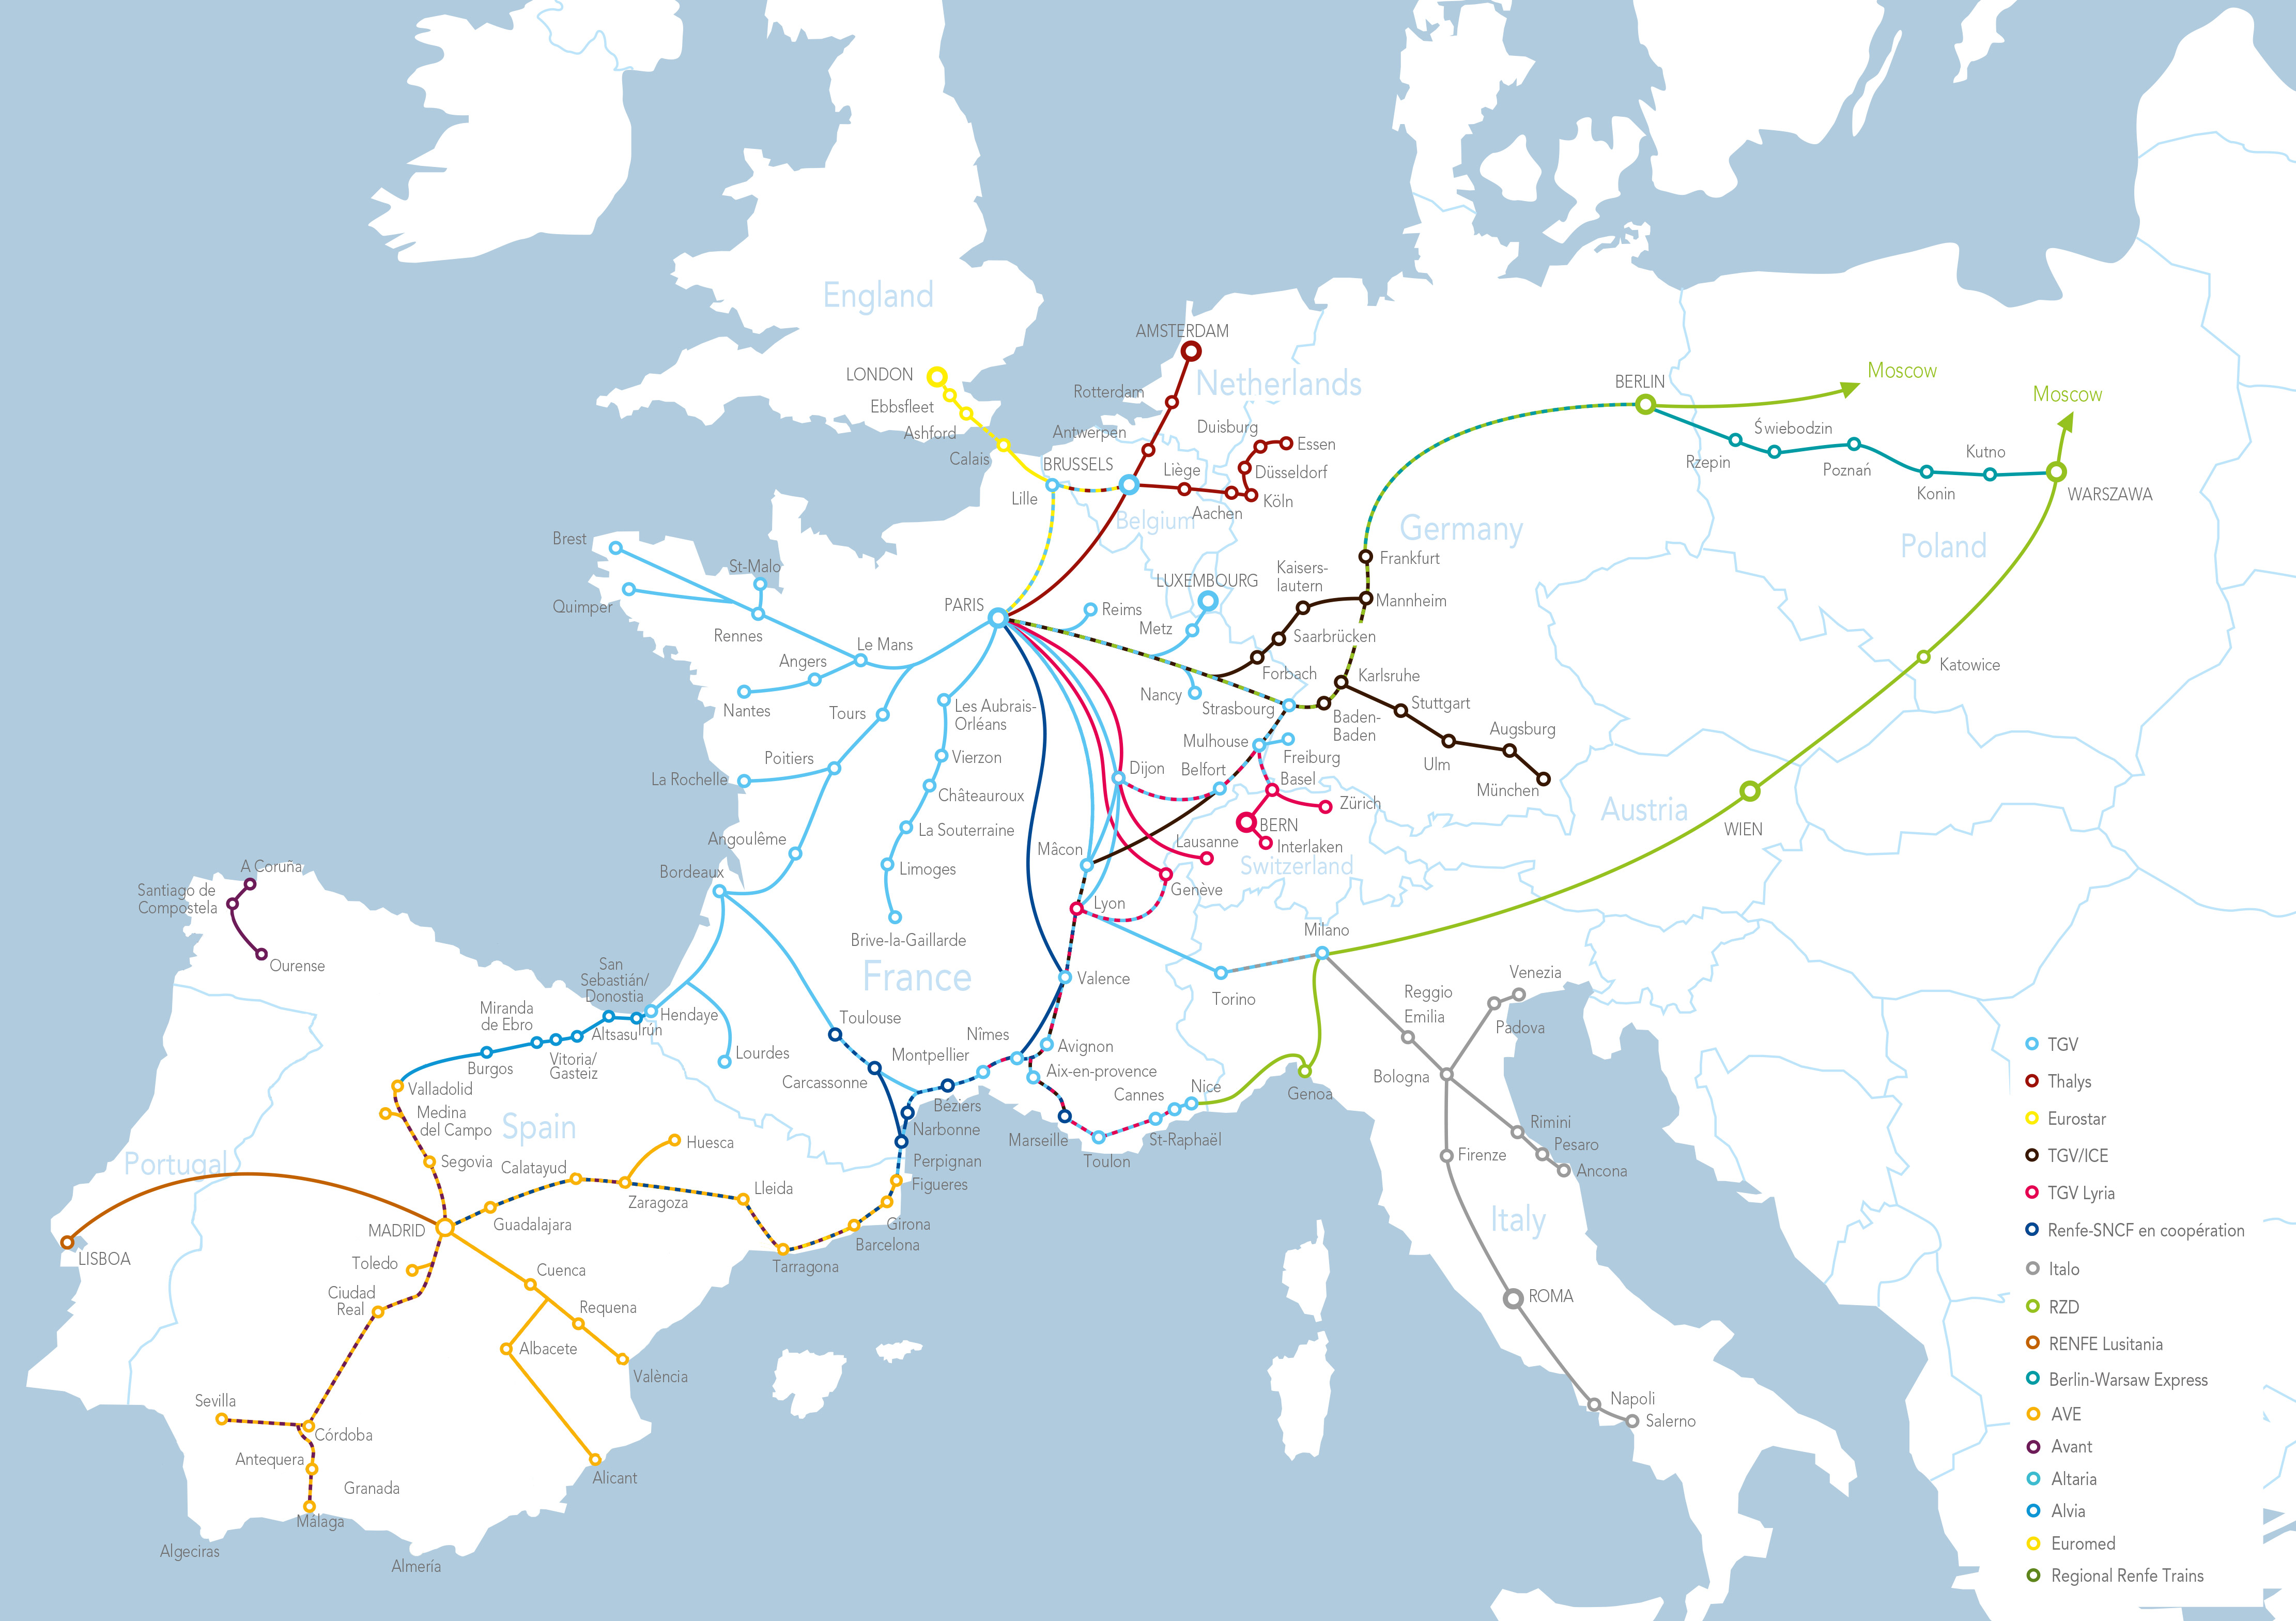 England
AMSTERDAM
Netherlands
LONDON
Ebbsfleet
Ashford
Calais
Rotterdam
Antwerpen
BRUSSELS
Lille
Liège
Duisburg
Essen
Düsseldorf
Köln
Aachen
Belgium
BERLIN
Moscow
Moscow
Rzepin
Świebodzin
Poznań
Konin
Kutno
WARSZAWA
Germany
Poland
Frankfurt
Brest
St-Malo
Quimper
Rennes
PARIS
Reims
LUXEMBOURG
Metz
Kaisers-
lautern
Mannheim
Saarbrücken
Forbach
Karlsruhe
Katowice
Le Mans
Angers
Nantes
Tours
Les Aubrais-
Orléans
Nancy
Strasbourg
Baden-
Baden
Stuttgart
Augsburg
Ulm
München
Poitiers
La Rochelle
Vierzon
Châteauroux
La Souterraine
Limoges
Brive-la-Gaillarde
Dijon
Mulhouse
Freiburg
Belfort
Basel
Zürich
BERN
Interlaken
Lausanne
Switzerland
Genève
Austria
WIEN
Angoulême
Bordeaux
Mâcon
Lyon
A Coruña
Santiago de
Compostela
Ourense
France
Milano
Torino
Valence
Venezia
Padova
Reggio
Emilia
San
Sebastián/
Donostia
Miranda
de Ebro
Hendaye
Irun
Altsasu
Vitoria/
Gasteiz
Burgos
Lourdes
Toulouse
Carcassonne
Montpellier
Nîmes
Avignon
Aix-en-provence
Cannes
Nice
Genoa
Bologna
Béziers
Narbonne
Marseille
Toulon
St-Raphaël
Perpignan
Figueres
Girona
Barcelona
Rimini
Pesaro
Ancona
Firenze
Italy
ROMA
Napoli
Salerno
Valladolid
Medina
del Campo
Spain
Portugal
Segovia
Calatayud
Huesca
Zaragoza
Lleida
Tarragona
Guadalajara
MADRID
LISBOA
Toledo
Ciudad
Real
Cuenca
Requena
Albacete
València
Alicant
Sevilla
Córdoba
Antequera
Granada
Málaga
Algeciras
Almería
TGV
Thalys
Eurostar
TGV/ICE
TGV Lyria
Renfe-SNCF en coopération
Italo
RZD
RENFE Lusitania
Berlin-Warsaw Express
AVE
Avant
Altaria
Alvia
Euromed
Regional Renfe Trains